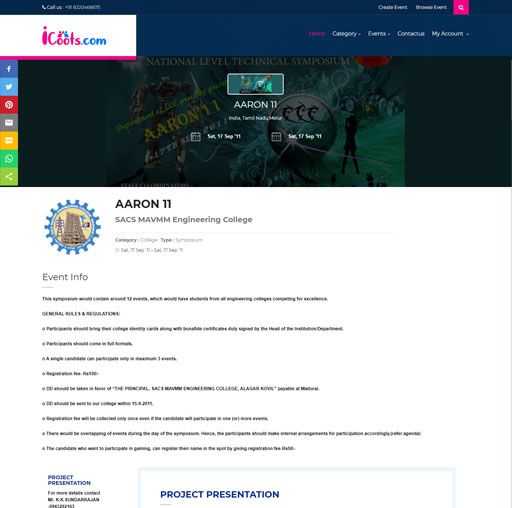 Call us : +91 8220466675
Create Event Browse Event
iCoots.com
Home Category Events Contactus My Account
NATIONAL LEVEL TECHNICAL SYMPOSIUM
AARON 11
AARON 11
India, Tamil Nadu, Melur
Sat, 17 Sep '11 Sat, 17 Sep '11
AARON 11
SACS MAVMM Engineering College
Category : College Type : Symposium
Sat, 17 Sep '11 - Sat, 17 Sep '11
Event Info
This symposium would contain around 12 events, which would have students from all engineering colleges competing for excellence.
GENERAL RULES & REGULATIONS:
o Participants should bring their college identity cards along with bonafide certificates duly signed by the Head of the Institution/Department.
o Participants should come in full formals.
o A single candidate can participate only in maximum 3 events.
o Registration fee- Rs150/-
o DD should be taken in favor of "THE PRINCIPAL, SACS MAVMM ENGINEERING COLLEGE, ALAGAR KOVIL" payable at Madurai.
o DD should be sent to our college within 15.9.2011.
o Registration fee will be collected only once even if the candidate will participate in one (or) more events.
o There would be overlapping of events during the day of the symposium. Hence, the participants should make internal arrangements for participation accordingly.(refer agenda)
o The candidate who want to participate in gaming, can register their name in the spot by giving registration fee-Rs50/-
PROJECT
PRESENTATION
For more details contact
Mr. K.K.SUNDARRAJAN
-9943292163
PROJECT PRESENTATION